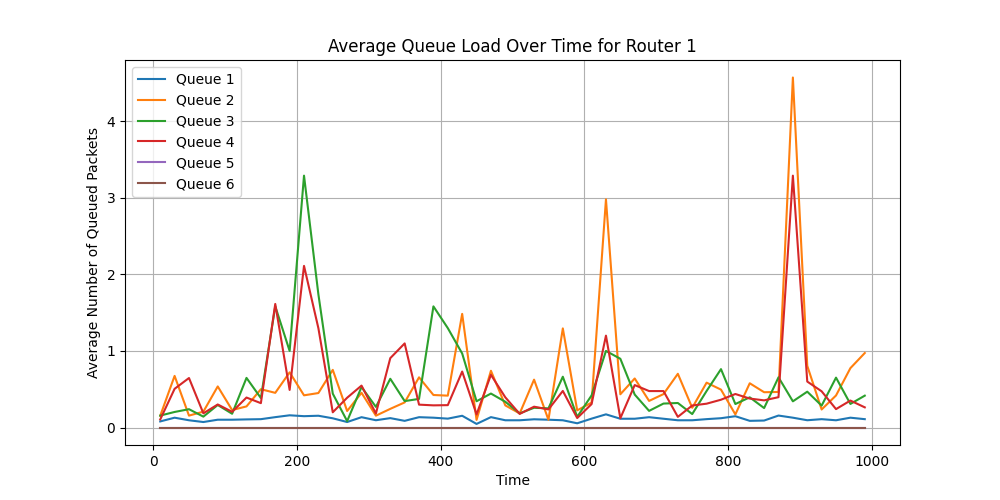 Average Queue Load Over Time for Router 1
Queue 1
Queue 2
Queue 3
Queue 4
Queue 5
Queue 6
Average Number of Queued Packets
4
3
2
1
0
0
200
400
600
800
1000
Time